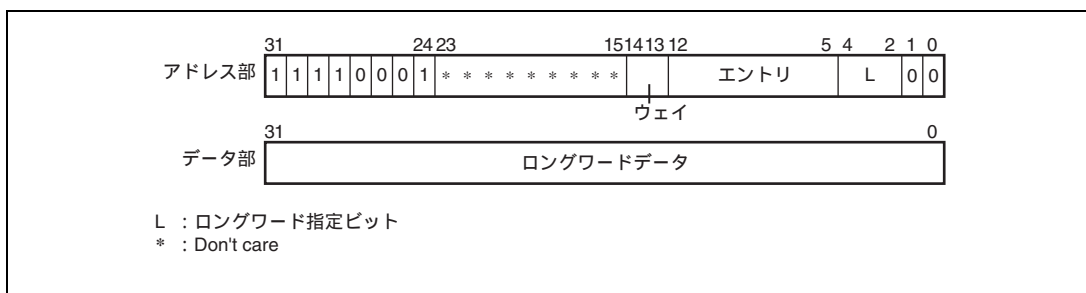 31 24 23 15 14 13 12 5 4 2 1 0
アドレス部 1 1 1 1 0 0 0 1 * * * * * * * * * エントリ L 0 0
ウェイ
31 0
データ部 ロングワードデータ
L : ロングワード指定ビット
* : Don't care